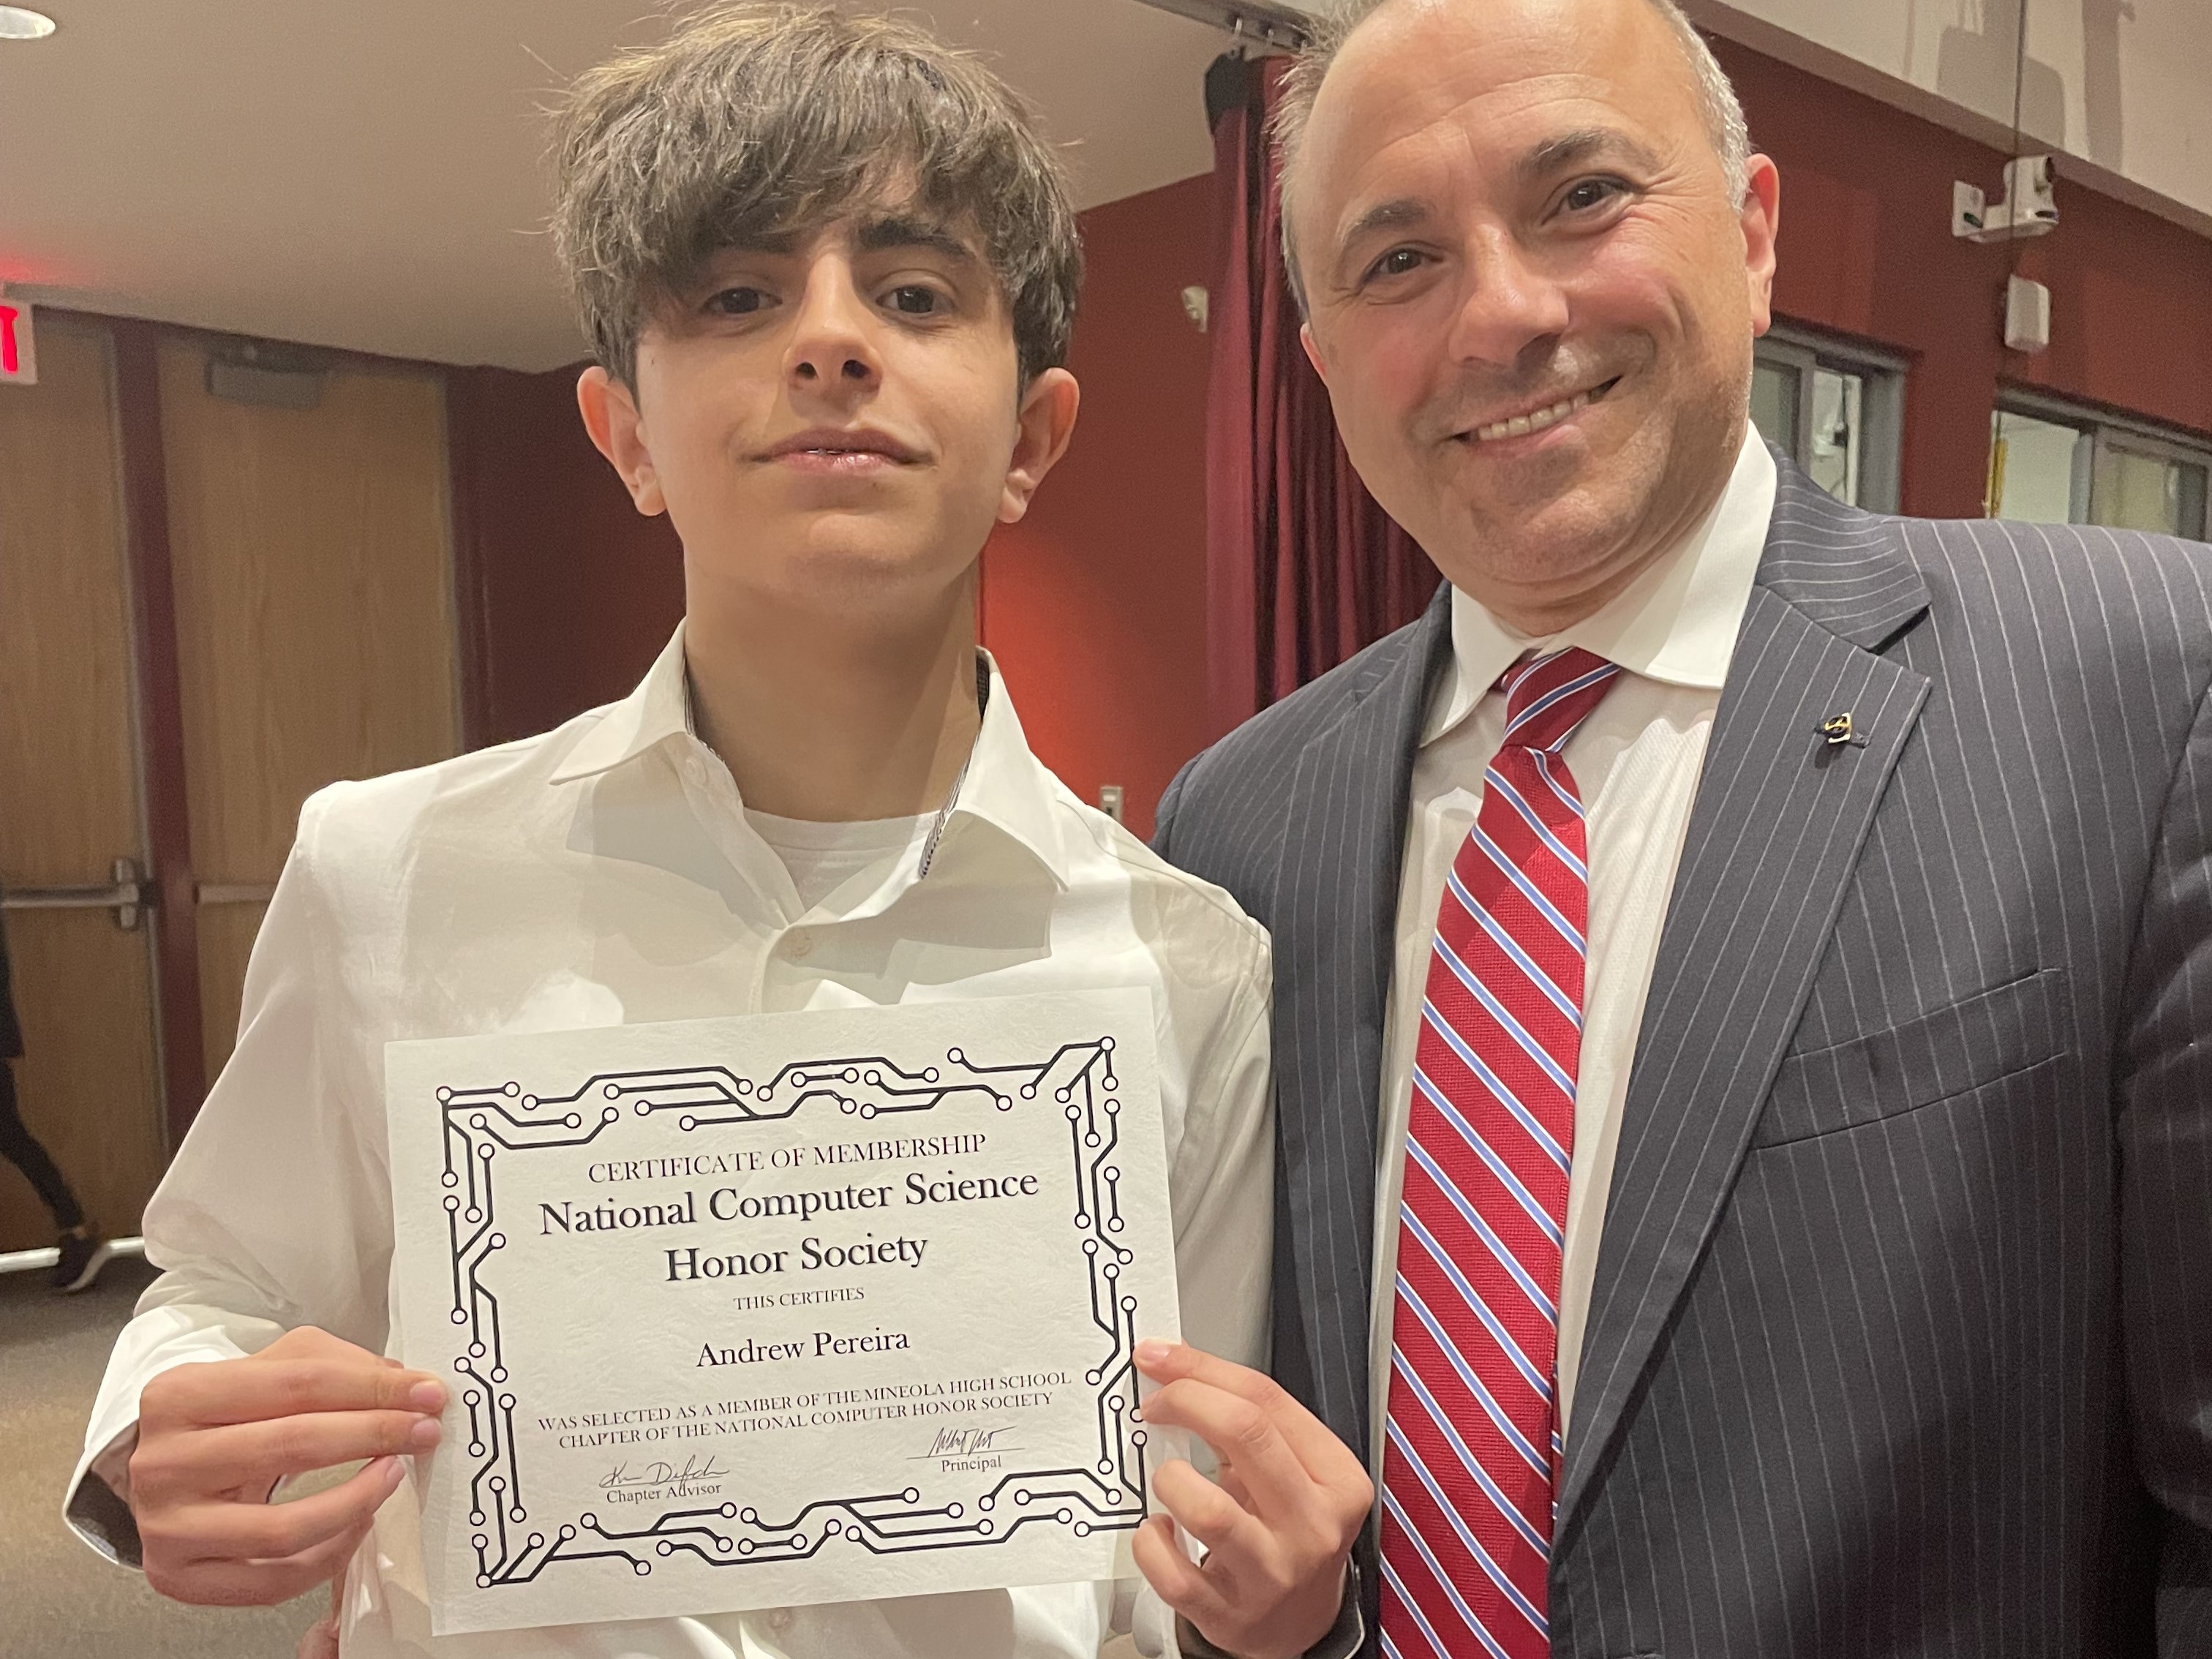 T
CERTIFICATE OF MEMBERSHIP
National Computer Science
Honor Society
THIS CERTIFIES
Andrew Pereira
WAS SELECTED AS A MEMBER OF THE MINEOLA HIGH SCHOOL
CHAPTER OF THE NATIONAL COMPUTER HONOR SOCIETY
Chapter Advisor
Principal